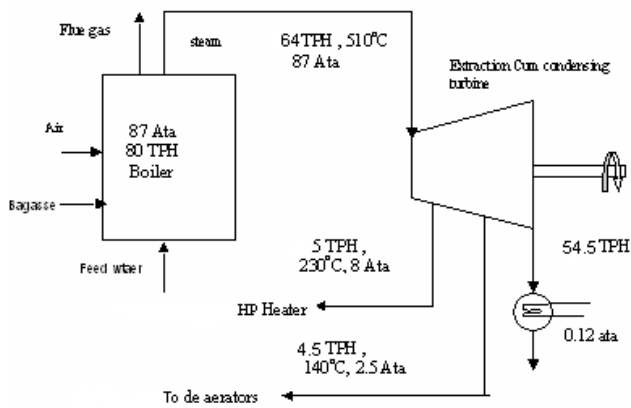 Flue gas
steam
64 TPH , 510°C
87 Ata
Extraction Cum condensing
turbine
Air
87 Ata
80 TPH
Boiler
Bagasse
Feed wtaer
5 TPH ,
230°C, 8 Ata
54.5 TPH
HP Heater
0.12 ata
4.5 TPH ,
140°C, 2.5 Ata
To de aerators